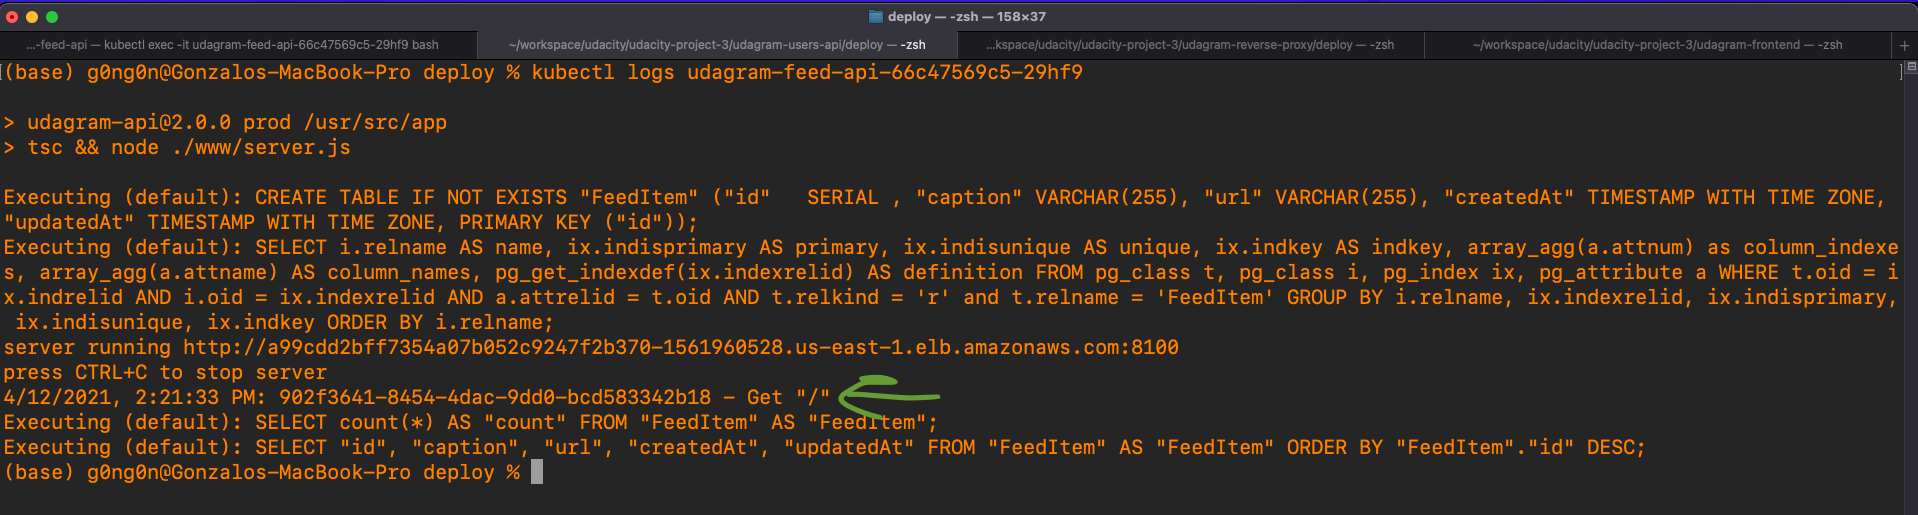 deploy — -zsh — 158×37
...-feed-api — kubectl exec -it udagram-feed-api-66c47569c5-29hf9 bash
~/workspace/udacity/udacity-project-3/udagram-users-api/deploy — -zsh
...kspace/udacity/udacity-project-3/udagram-reverse-proxy/deploy — -zsh
~/workspace/udacity/udacity-project-3/udagram-frontend — -zsh
+
[(base) g0ng0n@Gonzalos-MacBook-Pro deploy % kubectl logs udagram-feed-api-66c47569c5-29hf9 ]
> udagram-api@2.0.0 prod /usr/src/app
> tsc && node ./www/server.js
Executing (default): CREATE TABLE IF NOT EXISTS "FeedItem" ("id"   SERIAL , "caption" VARCHAR(255), "url" VARCHAR(255), "createdAt" TIMESTAMP WITH TIME ZONE,
"updatedAt" TIMESTAMP WITH TIME ZONE, PRIMARY KEY ("id"));
Executing (default): SELECT i.relname AS name, ix.indisprimary AS primary, ix.indisunique AS unique, ix.indkey AS indkey, array_agg(a.attnum) as column_indexe
s, array_agg(a.attname) AS column_names, pg_get_indexdef(ix.indexrelid) AS definition FROM pg_class t, pg_class i, pg_index ix, pg_attribute a WHERE t.oid = i
x.indrelid AND i.oid = ix.indexrelid AND a.attrelid = t.oid AND t.relkind = 'r' and t.relname = 'FeedItem' GROUP BY i.relname, ix.indexrelid, ix.indisprimary,
 ix.indisunique, ix.indkey ORDER BY i.relname;
server running http://a99cdd2bff7354a07b052c9247f2b370-1561960528.us-east-1.elb.amazonaws.com:8100
press CTRL+C to stop server
4/12/2021, 2:21:33 PM: 902f3641-8454-4dac-9dd0-bcd583342b18 - Get "/"
Executing (default): SELECT count(*) AS "count" FROM "FeedItem" AS "FeedItem";
Executing (default): SELECT "id", "caption", "url", "createdAt", "updatedAt" FROM "FeedItem" AS "FeedItem" ORDER BY "FeedItem"."id" DESC;
(base) g0ng0n@Gonzalos-MacBook-Pro deploy %